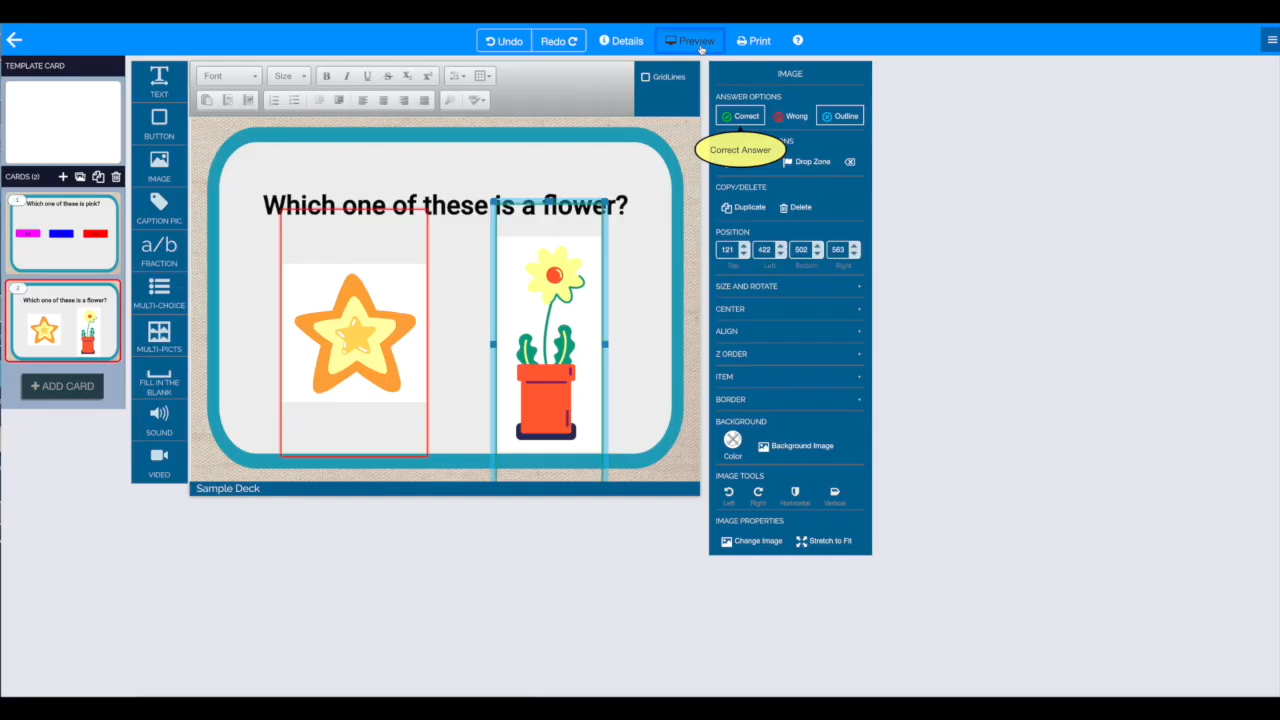 Undo
Redo
Details
Preview
Print
TEMPLATE CARD
CARDS (2)
1
Which one of these is pink?
2
Which one of these is a flower?
+ ADD CARD
TEXT
BUTTON
IMAGE
CAPTION PIC
a/b
FRACTION
MULTI-CHOICE
MULTI-PICTS
FILL IN THE
BLANK
SOUND
VIDEO
Font
Size
GridLines
Which one of these is a flower?
Sample Deck
IMAGE
ANSWER OPTIONS
Correct
Wrong
Outline
Correct Answer
Drop Zone
COPY/DELETE
Duplicate
Delete
POSITION
121
422
502
563
Top
Left
Bottom
Right
SIZE AND ROTATE
CENTER
ALIGN
Z ORDER
ITEM
BORDER
BACKGROUND
Color
Background Image
IMAGE TOOLS
Left
Right
Horizontal
Vertical
IMAGE PROPERTIES
Change Image
Stretch to Fit